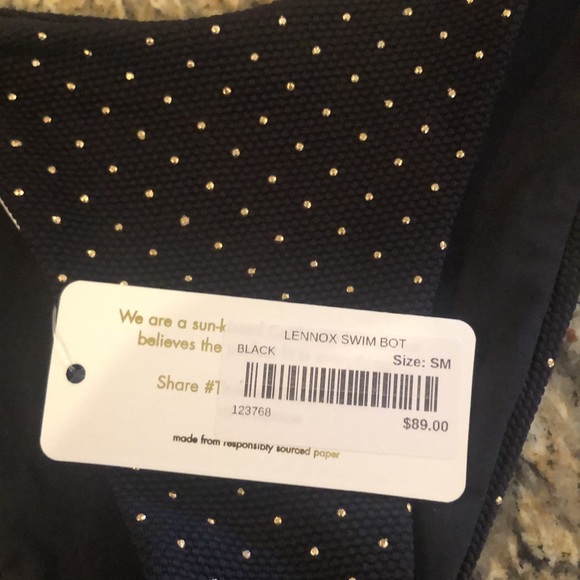 We are a sun-k
believes the
Share #T
LENNOX SWIM BOT
BLACK
Size: SM
123768
$89.00
made from responsibly sourced paper